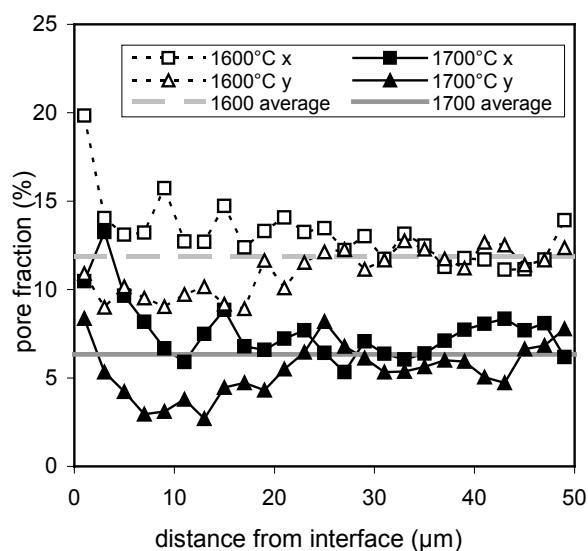 25
20
15
10
5
0
pore fraction (%)
1600°C x
1700°C x
1600°C y
1700°C y
1600 average
1700 average
0 10 20 30 40 50
distance from interface (µm)